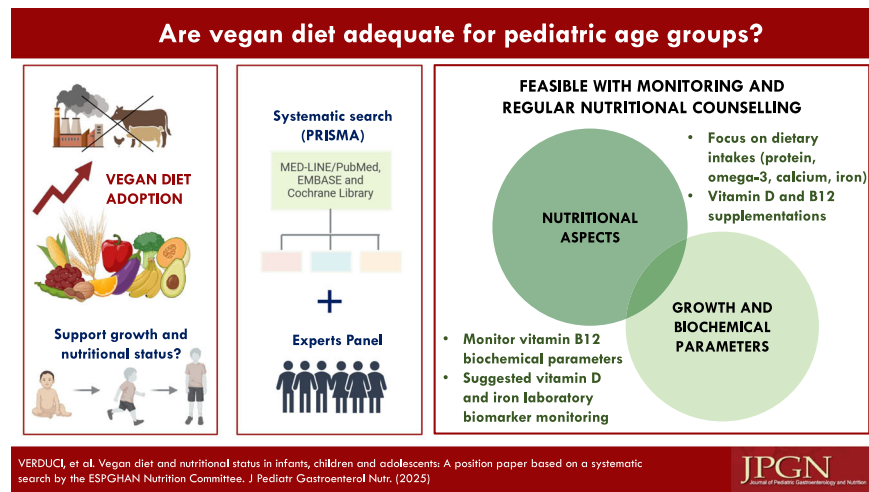 Are vegan diet adequate for pediatric age groups?
VEGAN DIET
ADOPTION
Support growth and
nutritional status?
Systematic search
(PRISMA)
MED-LINE/PubMed,
EMBASE and
Cochrane Library
+
Experts Panel
FEASIBLE WITH MONITORING AND
REGULAR NUTRITIONAL COUNSELLING
• Focus on dietary
intakes (protein,
omega-3, calcium, iron)
• Vitamin D and B12
supplementations
NUTRITIONAL
ASPECTS
GROWTH AND
BIOCHEMICAL
PARAMETERS
• Monitor vitamin B12
biochemical parameters
• Suggested vitamin D
and iron laboratory
biomarker monitoring
VERDUCI, et al. Vegan diet and nutritional status in infants, children and adolescents: A position paper based on a systematic
search by the ESPGHAN Nutrition Committee. J Pediatr Gastroenterol Nutr. (2025)
JPGN
Journal of Pediatric Gastroenterology and Nutrition